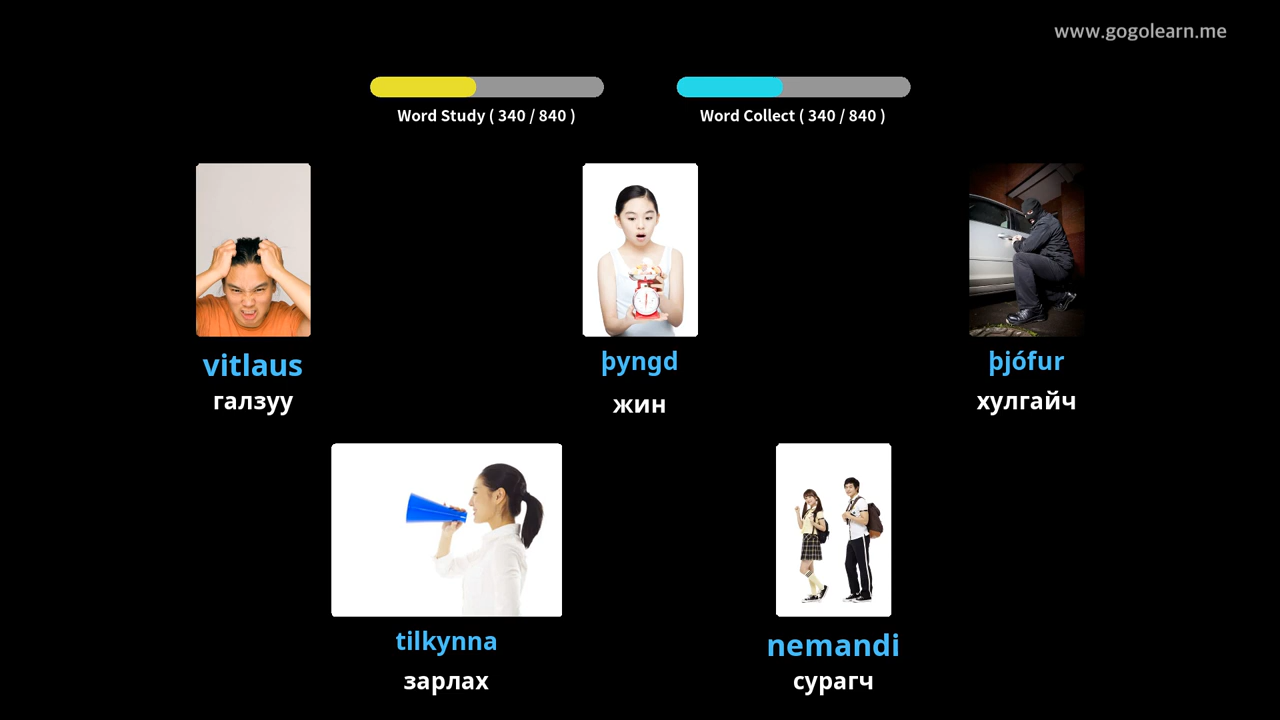 www.gogolearn.me
Word Study ( 340 / 840 )
Word Collect ( 340 / 840 )
vitlaus
галзуу
þyngd
жин
þjófur
хулгайч
tilkynna
зарлах
nemandi
сурагч